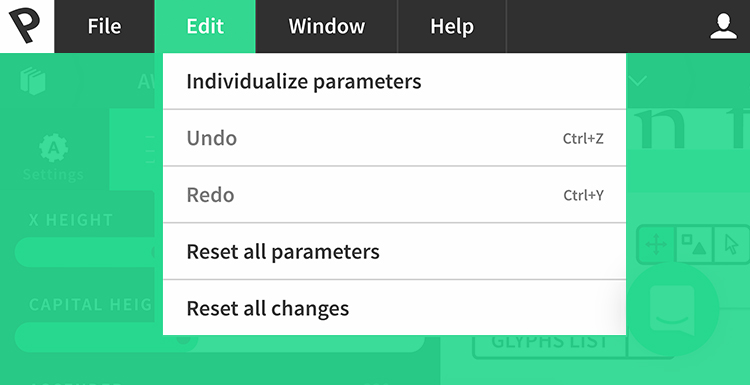 P
File
Edit
Window
Help
Individualize parameters
Undo
Ctrl+Z
Redo
Ctrl+Y
Reset all parameters
Reset all changes
A
Settings
X HEIGHT
CAPITAL HEIG
GLYPHS LIST